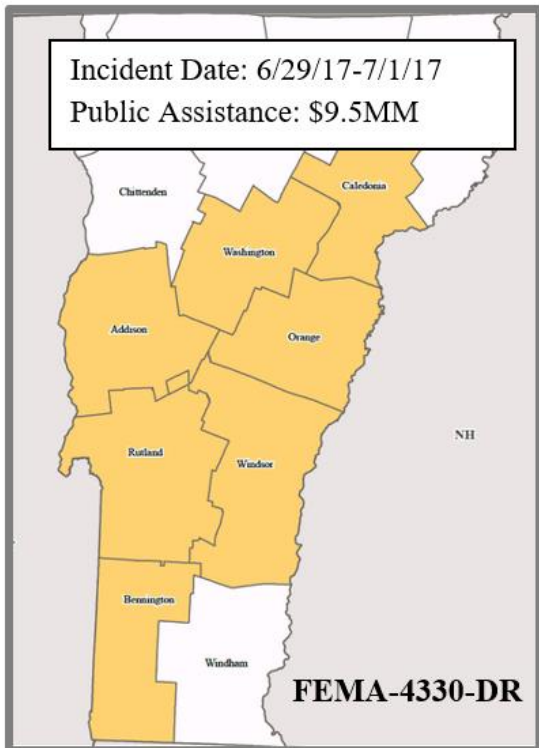 Incident Date: 6/29/17-7/1/17
Public Assistance: $9.5MM
Chittenden
Caledonia
Washington
Addison
Orange
NH
Rutland
Windsor
Bennington
Windham
FEMA-4330-DR